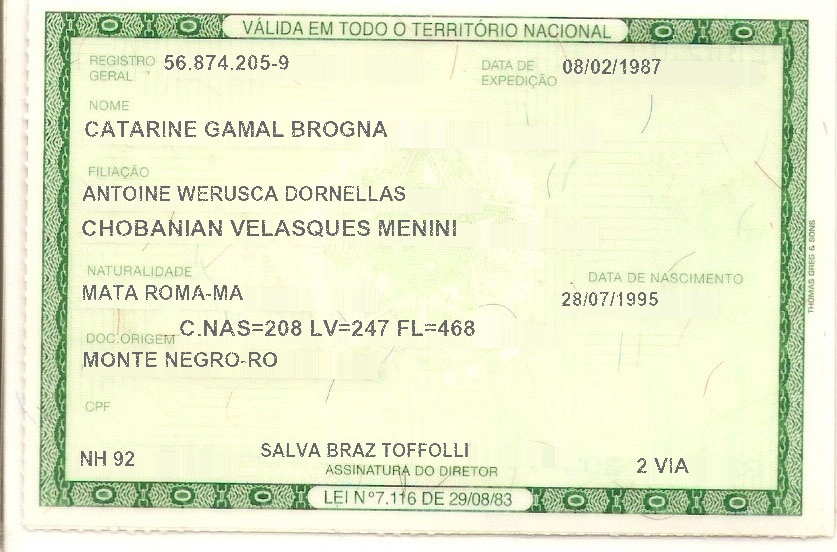 VÁLIDA EM TODO O TERRITÓRIO NACIONAL
REGISTRO GERAL 56.874.205-9 DATA DE EXPEDIÇÃO 08/02/1987
NOME
CATARINE GAMAL BROGNA
FILIAÇÃO
ANTOINE WERUSCA DORNELLAS
CHOBANIAN VELASQUES MENINI
NATURALIDADE DATA DE NASCIMENTO
MATA ROMA-MA 28/07/1995
DOC.ORIGEM C.NAS=208 LV=247 FL=468
MONTE NEGRO-RO
CPF
NH 92 SALVA BRAZ TOFFOLLI 2 VIA
ASSINATURA DO DIRETOR
LEI Nº7.116 DE 29/08/83
THOMAS GREG & SONS